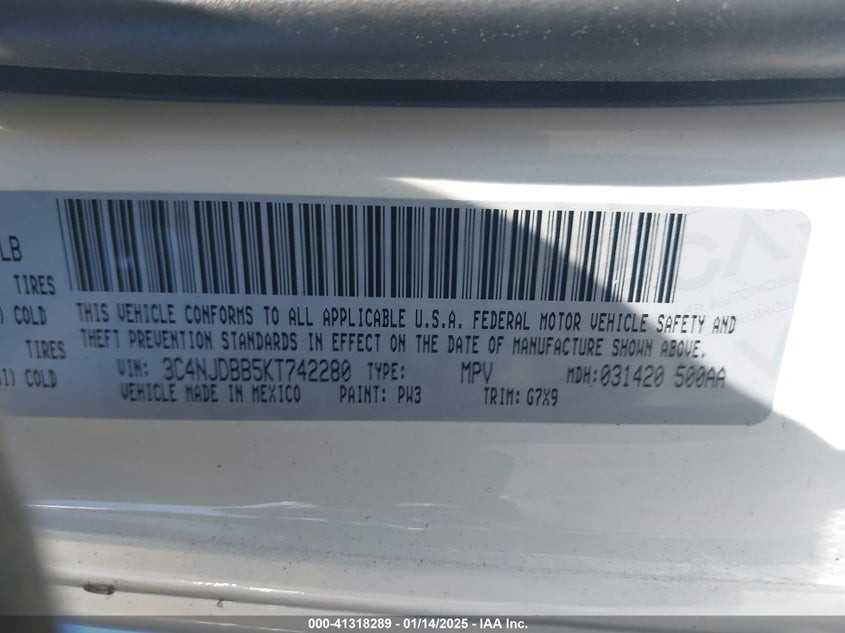 LB
TIRES
) COLD
THIS VEHICLE CONFORMS TO ALL APPLICABLE U.S.A. FEDERAL MOTOR VEHICLE SAFETY AND
THEFT PREVENTION STANDARDS IN EFFECT ON THE DATE OF MANUFACTURE SHOWN ABOVE.
TIRES
SI) COLD
VIN: 3C4NJDBB5KT742280 TYPE: MPV MDH:031420 500AA
VEHICLE MADE IN MEXICO PAINT: PW3 TRIM: G7X9
000-41318289 - 01/14/2025 - IAA Inc.